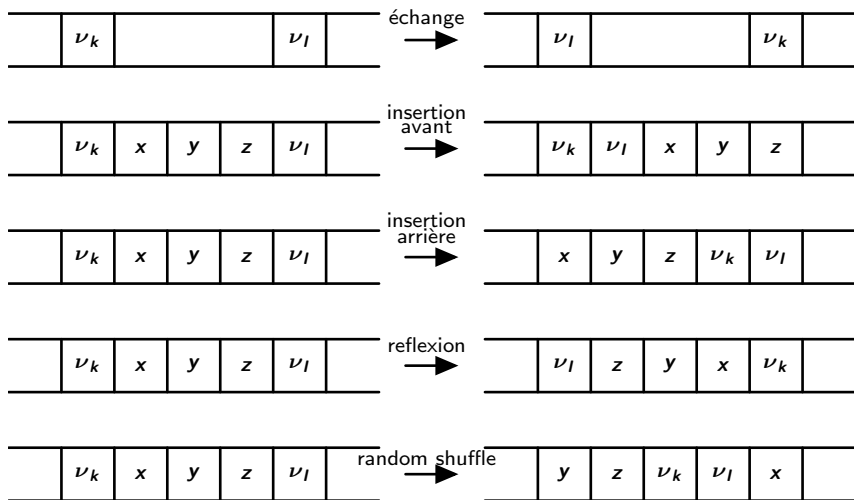 ν_k ν_l échange ν_l ν_k
insertion
avant
ν_k x y z ν_l ν_k ν_l x y z
insertion
arrière
ν_k x y z ν_l x y z ν_k ν_l
reflexion
ν_k x y z ν_l ν_l z y x ν_k
random shuffle
ν_k x y z ν_l y z ν_k ν_l x